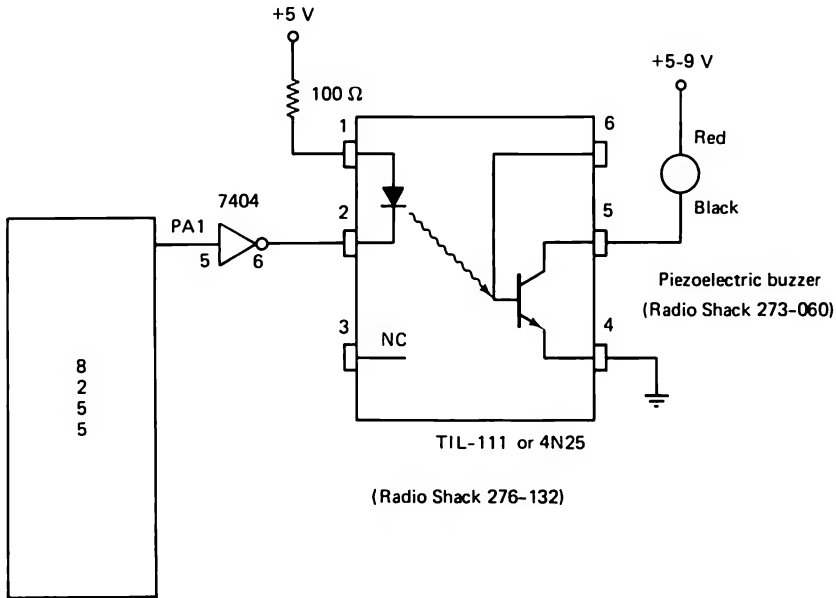 +5 V
100 Ω
+5-9 V
Red
Black
1
6
7404
PA1
5
6
2
5
Piezoelectric buzzer
(Radio Shack 273-060)
3
NC
4
8
2
5
5
TIL-111 or 4N25
(Radio Shack 276-132)